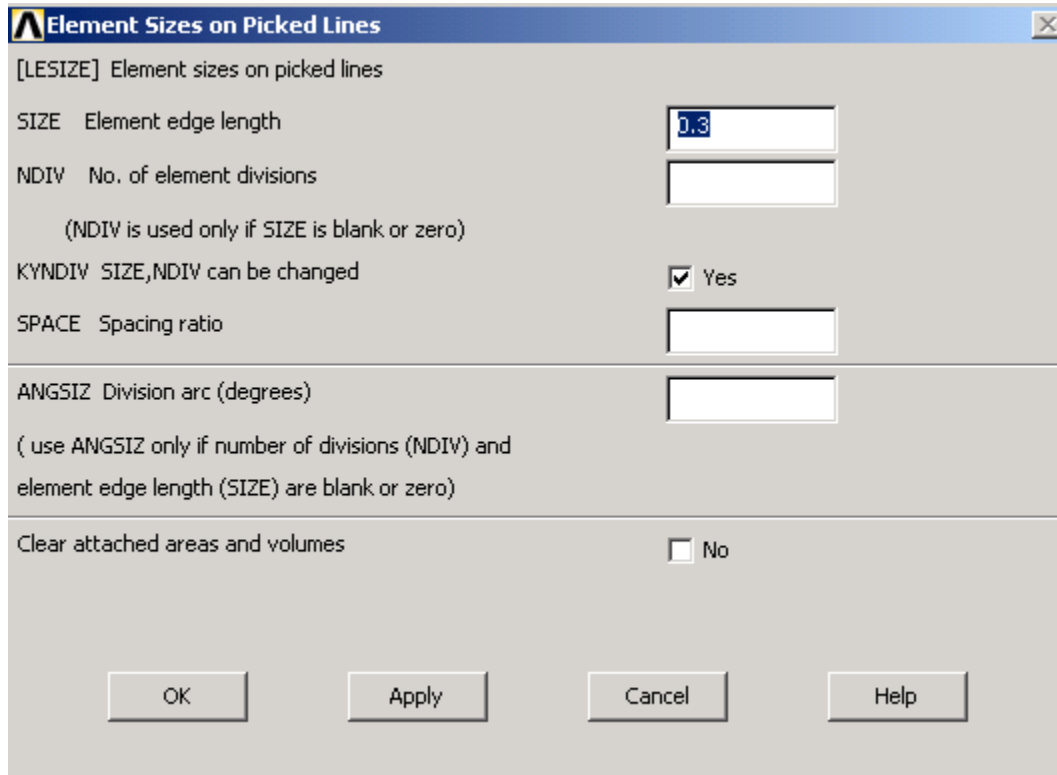 Element Sizes on Picked Lines
[LESIZE] Element sizes on picked lines
SIZE Element edge length 0.3
NDIV No. of element divisions
(NDIV is used only if SIZE is blank or zero)
KYNDIV SIZE,NDIV can be changed Yes
SPACE Spacing ratio
ANGSIZ Division arc (degrees)
( use ANGSIZ only if number of divisions (NDIV) and
element edge length (SIZE) are blank or zero)
Clear attached areas and volumes No
OK Apply Cancel Help